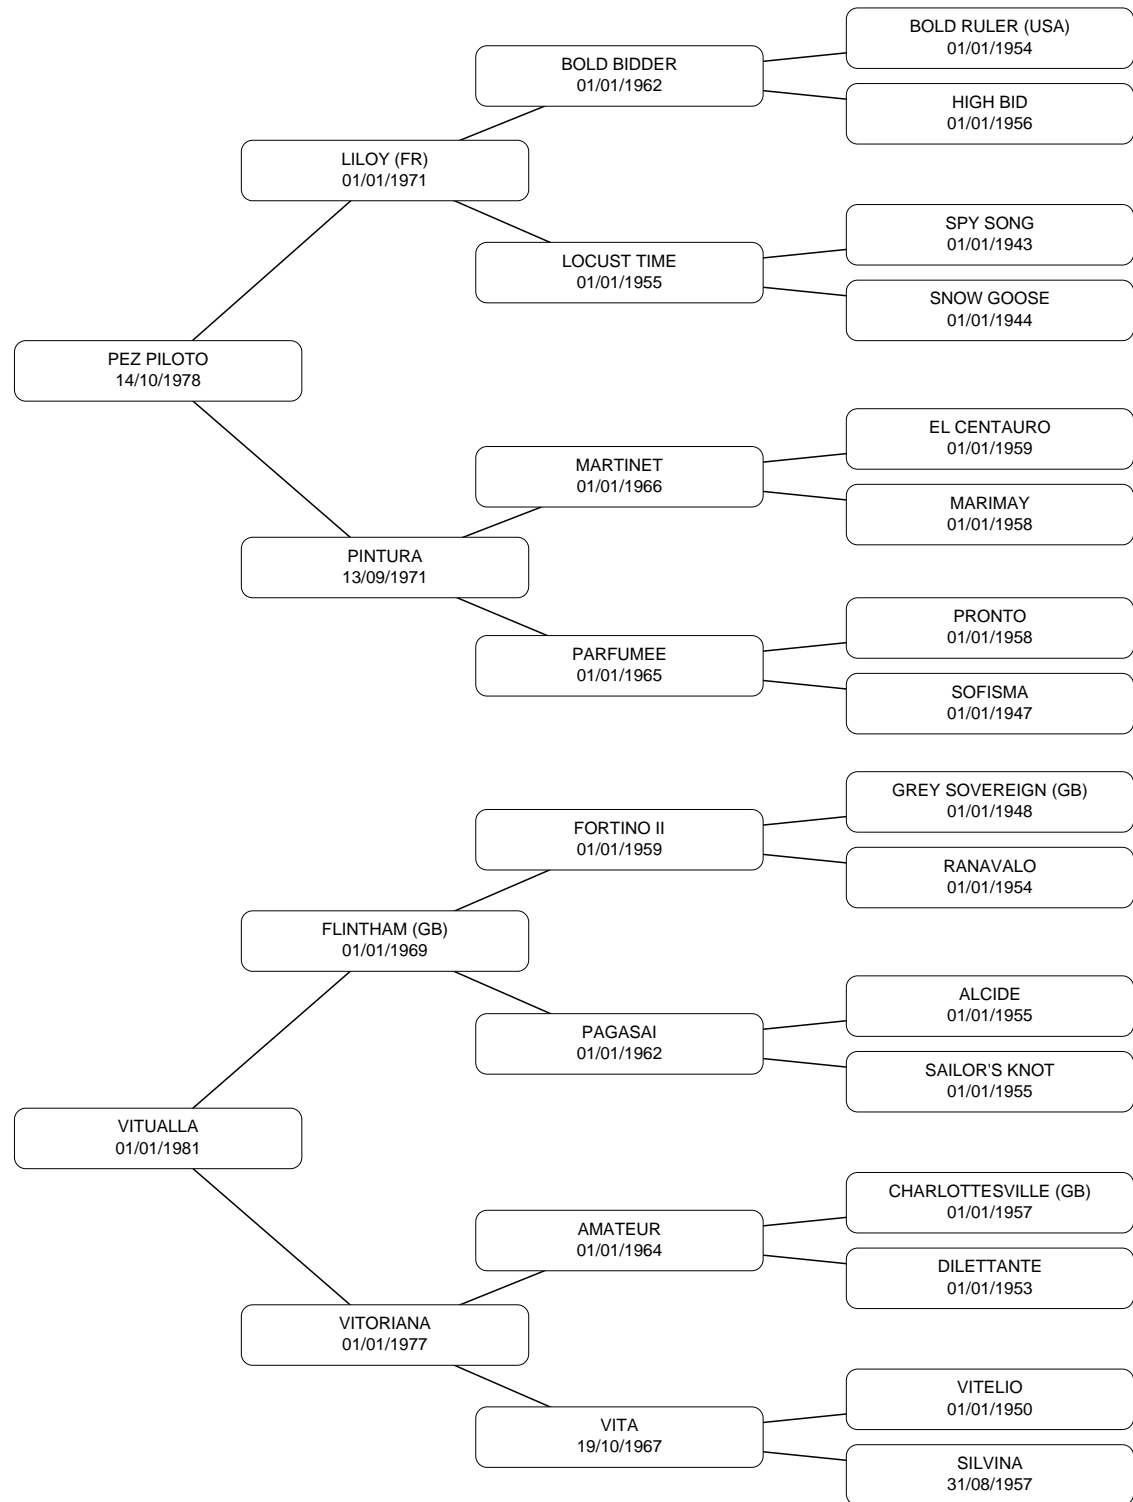 BOLD RULER (USA)
01/01/1954
BOLD BIDDER
01/01/1962
HIGH BID
01/01/1956
LILOY (FR)
01/01/1971
SPY SONG
01/01/1943
LOCUST TIME
01/01/1955
SNOW GOOSE
01/01/1944
PEZ PILOTO
14/10/1978
EL CENTAURO
01/01/1959
MARTINET
01/01/1966
MARIMAY
01/01/1958
PINTURA
13/09/1971
PRONTO
01/01/1958
PARFUMEE
01/01/1965
SOFISMA
01/01/1947
GREY SOVEREIGN (GB)
01/01/1948
FORTINO II
01/01/1959
RANAVALO
01/01/1954
FLINTHAM (GB)
01/01/1969
ALCIDE
01/01/1955
PAGASAI
01/01/1962
SAILOR'S KNOT
01/01/1955
VITUALLA
01/01/1981
CHARLOTTESVILLE (GB)
01/01/1957
AMATEUR
01/01/1964
DILETTANTE
01/01/1953
VITORIANA
01/01/1977
VITELIO
01/01/1950
VITA
19/10/1967
SILVINA
31/08/1957